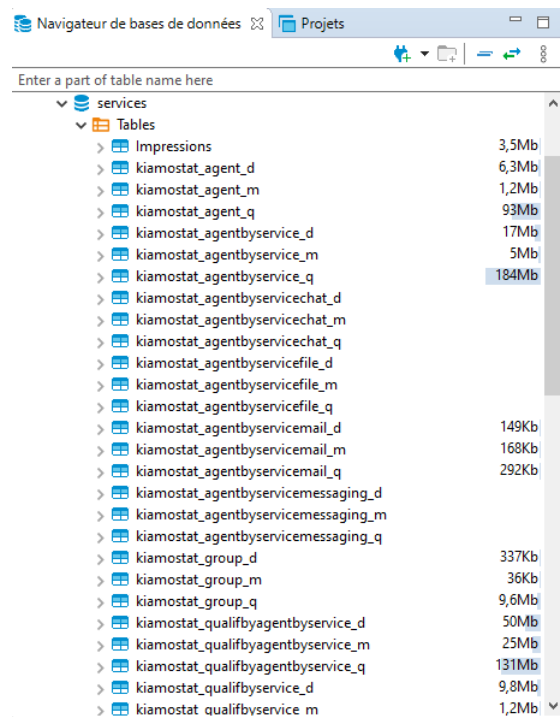 Navigateur de bases de données Projets
Enter a part of table name here
services
Tables
Impressions 3,5Mb
kiamostat_agent_d 6,3Mb
kiamostat_agent_m 1,2Mb
kiamostat_agent_q 93Mb
kiamostat_agentbyservice_d 17Mb
kiamostat_agentbyservice_m 5Mb
kiamostat_agentbyservice_q 184Mb
kiamostat_agentbyservicechat_d
kiamostat_agentbyservicechat_m
kiamostat_agentbyservicechat_q
kiamostat_agentbyservicefile_d
kiamostat_agentbyservicefile_m
kiamostat_agentbyservicefile_q
kiamostat_agentbyservicemail_d 149Kb
kiamostat_agentbyservicemail_m 168Kb
kiamostat_agentbyservicemail_q 292Kb
kiamostat_agentbyservicemessaging_d
kiamostat_agentbyservicemessaging_m
kiamostat_agentbyservicemessaging_q
kiamostat_group_d 337Kb
kiamostat_group_m 36Kb
kiamostat_group_q 9,6Mb
kiamostat_qualifbyagentbyservice_d 50Mb
kiamostat_qualifbyagentbyservice_m 25Mb
kiamostat_qualifbyagentbyservice_q 131Mb
kiamostat_qualifbyservice_d 9,8Mb
kiamostat_qualifbyservice_m 1,2Mb